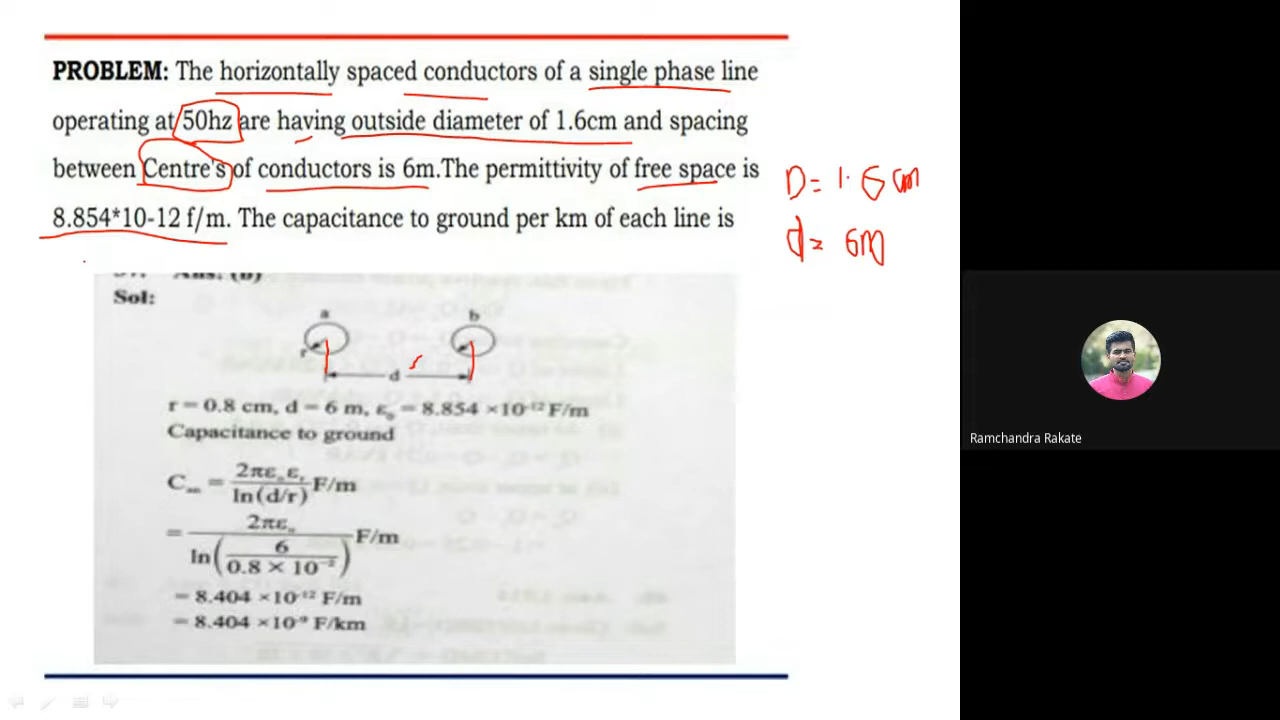 PROBLEM: The horizontally spaced conductors of a single phase line
operating at 50hz are having outside diameter of 1.6cm and spacing
between Centre's of conductors is 6m.The permittivity of free space is
8.854*10-12 f/m. The capacitance to ground per km of each line is
D = 1.6 cm
d = 6m
Ans: (b)
Sol:
a b
r
d
r = 0.8 cm, d = 6 m, ε₀ = 8.854 ×10⁻¹² F/m
Capacitance to ground
C = 2πε₀εᵣ / ln(d/r) F/m
= 2πε₀ / ln(6 / 0.8 × 10⁻²) F/m
= 8.404 ×10⁻¹² F/m
= 8.404 ×10⁻⁹ F/km
Ramchandra Rakate